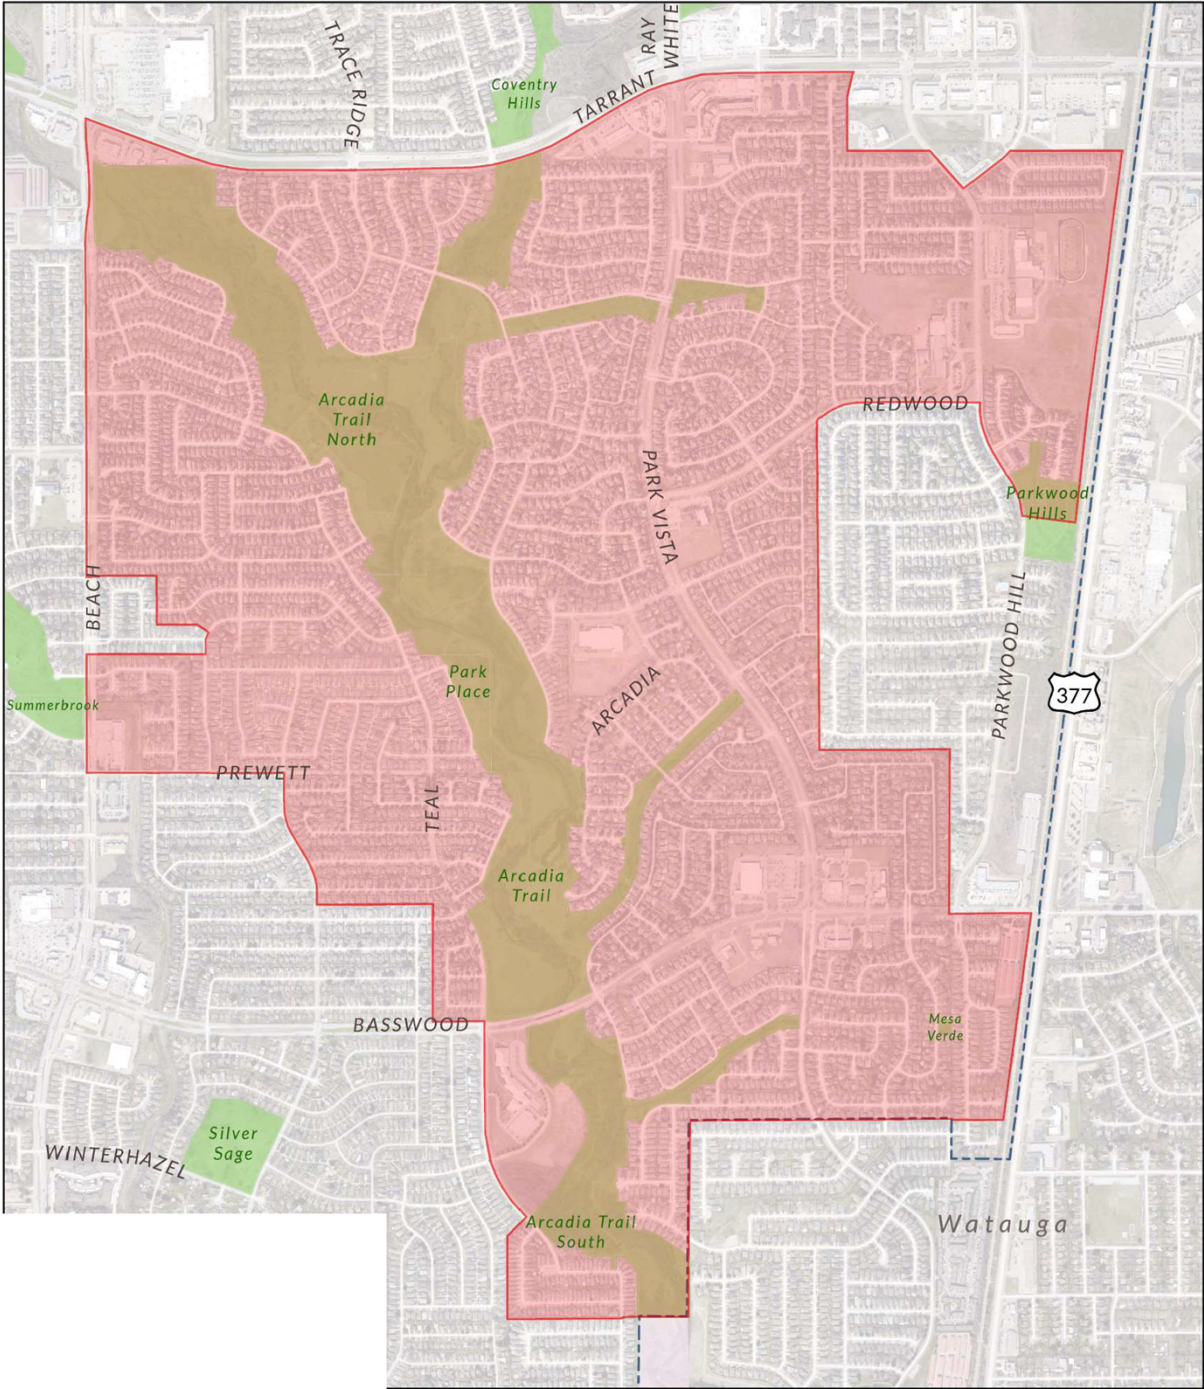 TRACE RIDGE
RAY
WHITE
Coventry
Hills
TARRANT
Arcadia
Trail
North
REDWOOD
PARK VISTA
Parkwood
Hills
BEACH
PARKWOOD HILL
Park
Place
ARCADIA
Summerbrook
377
PREWETT
TEAL
Arcadia
Trail
BASSWOOD
Mesa
Verde
Silver
Sage
WINTERHAZEL
Arcadia Trail
South
Watauga